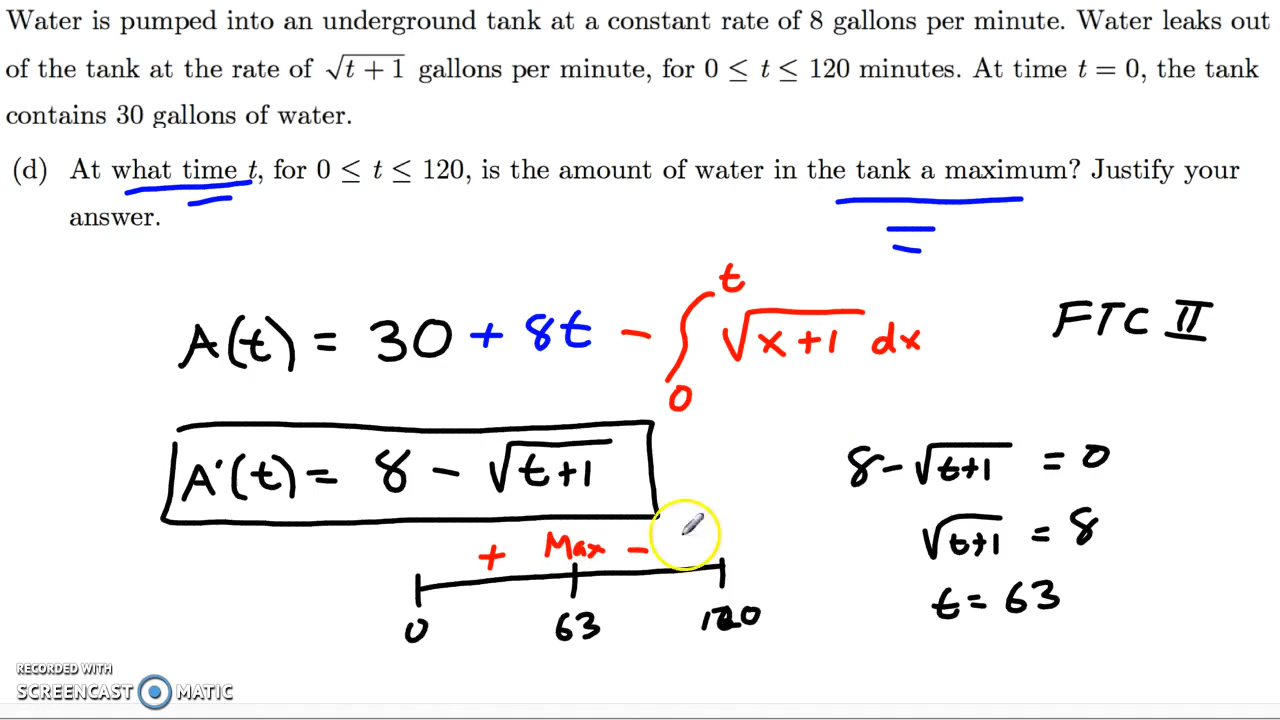 Water is pumped into an underground tank at a constant rate of 8 gallons per minute. Water leaks out
of the tank at the rate of √t + 1 gallons per minute, for 0 ≤ t ≤ 120 minutes. At time t = 0, the tank
contains 30 gallons of water.
(d) At what time t, for 0 ≤ t ≤ 120, is the amount of water in the tank a maximum? Justify your
answer.
A(t) = 30 + 8t − ∫₀ᵗ √x+1 dx
FTC II
A'(t) = 8 − √t+1
8 − √t+1 = 0
√t+1 = 8
t = 63
+ Max −
0 63 120
RECORDED WITH
SCREENCAST MATIC